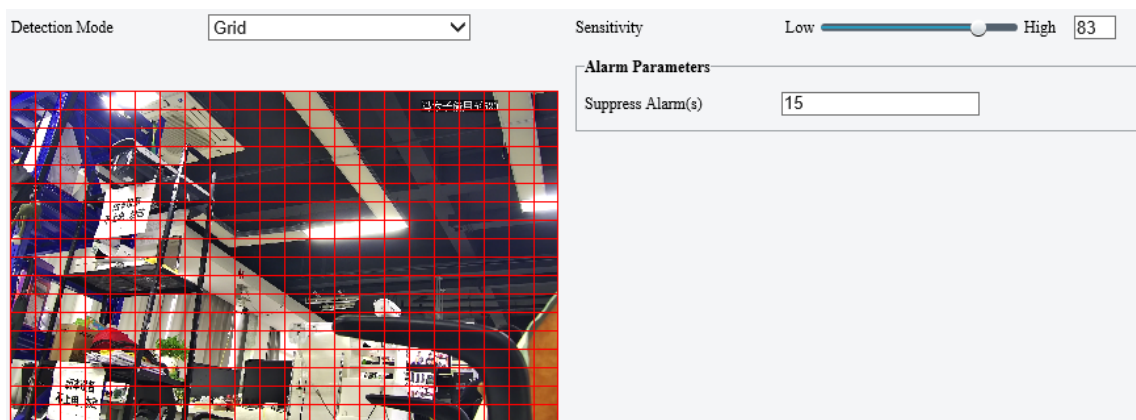 Detection Mode
Grid
Sensitivity
Low
High
83
Alarm Parameters
Suppress Alarm(s)
15